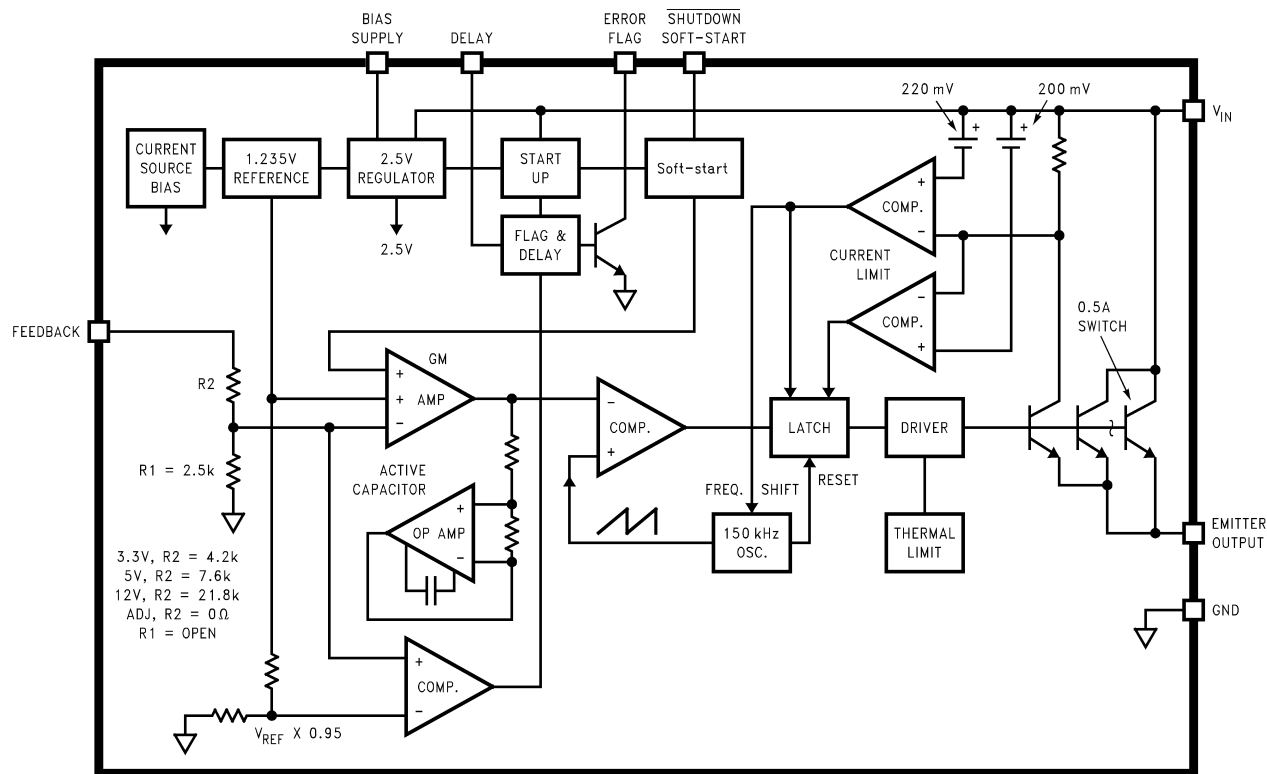 BIAS
SUPPLY
DELAY
ERROR
FLAG
SHUTDOWN
SOFT-START
220 mV
200 mV
V_IN
CURRENT
SOURCE
BIAS
1.235V
REFERENCE
2.5V
REGULATOR
START
UP
Soft-start
+
+
+
COMP.
−
2.5V
FLAG &
DELAY
CURRENT
LIMIT
−
COMP.
+
0.5A
SWITCH
FEEDBACK
R2
GM
+
+ AMP
−
−
COMP.
+
LATCH
DRIVER
R1 = 2.5k
ACTIVE
CAPACITOR
+
OP AMP
−
FREQ. SHIFT
RESET
150 kHz
OSC.
THERMAL
LIMIT
EMITTER
OUTPUT
3.3V, R2 = 4.2k
5V, R2 = 7.6k
12V, R2 = 21.8k
ADJ, R2 = 0Ω
R1 = OPEN
GND
+
COMP.
−
V_REF X 0.95